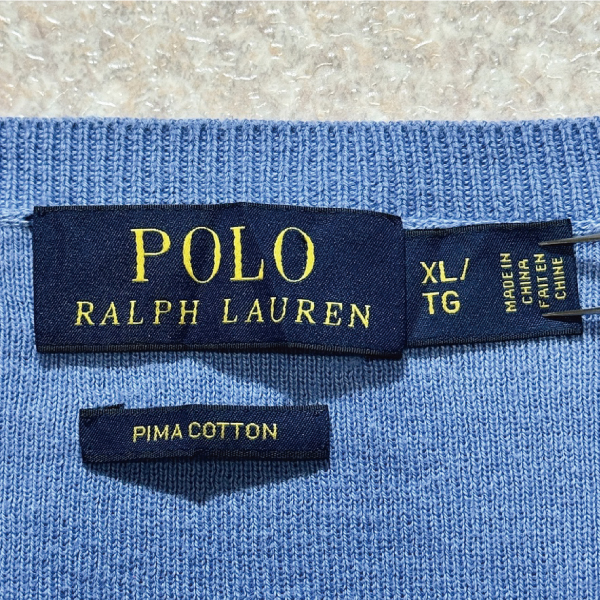 POLO
RALPH LAUREN
XL/
TG
MADE IN
CHINA
FAIT EN
CHINE
PIMA COTTON